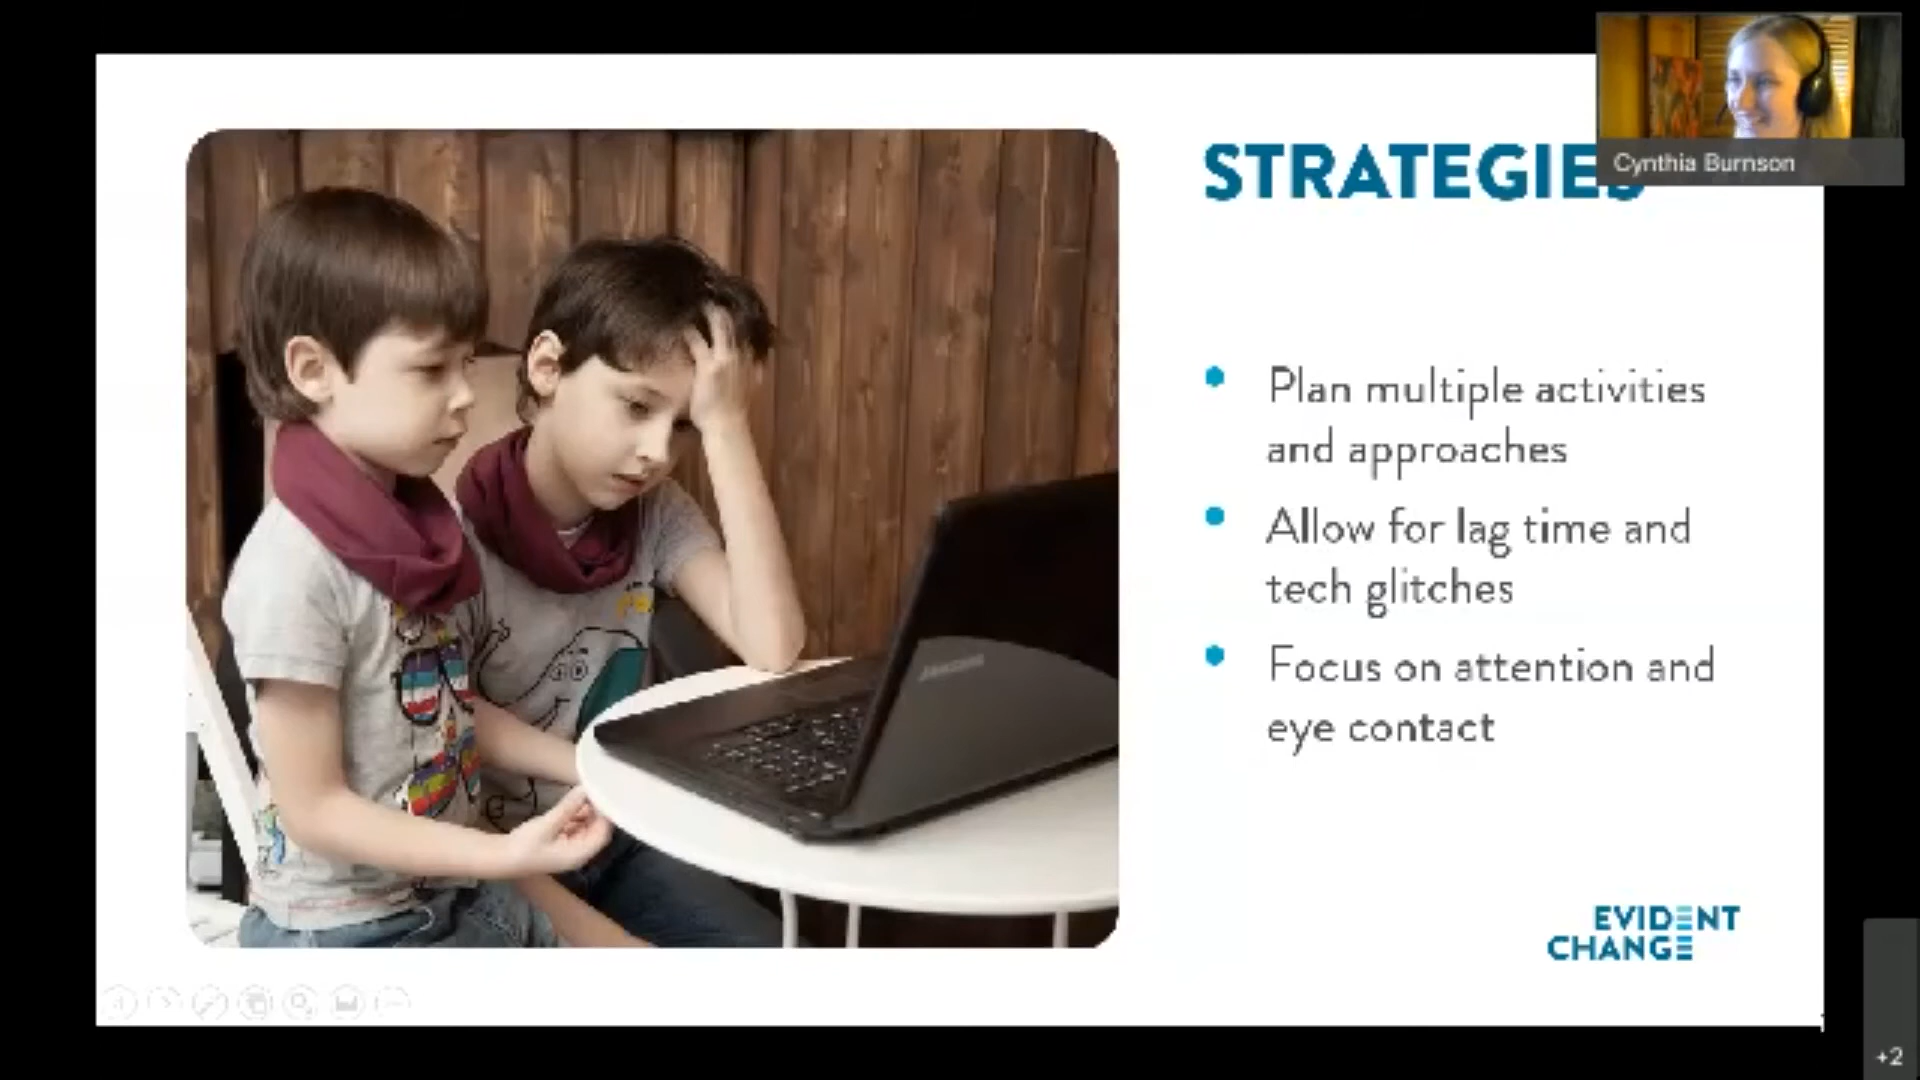 Cynthia Burnson
STRATEGIES
Plan multiple activities
and approaches
Allow for lag time and
tech glitches
Focus on attention and
eye contact
SAMSUNG
EVIDENT
CHANGE
+2